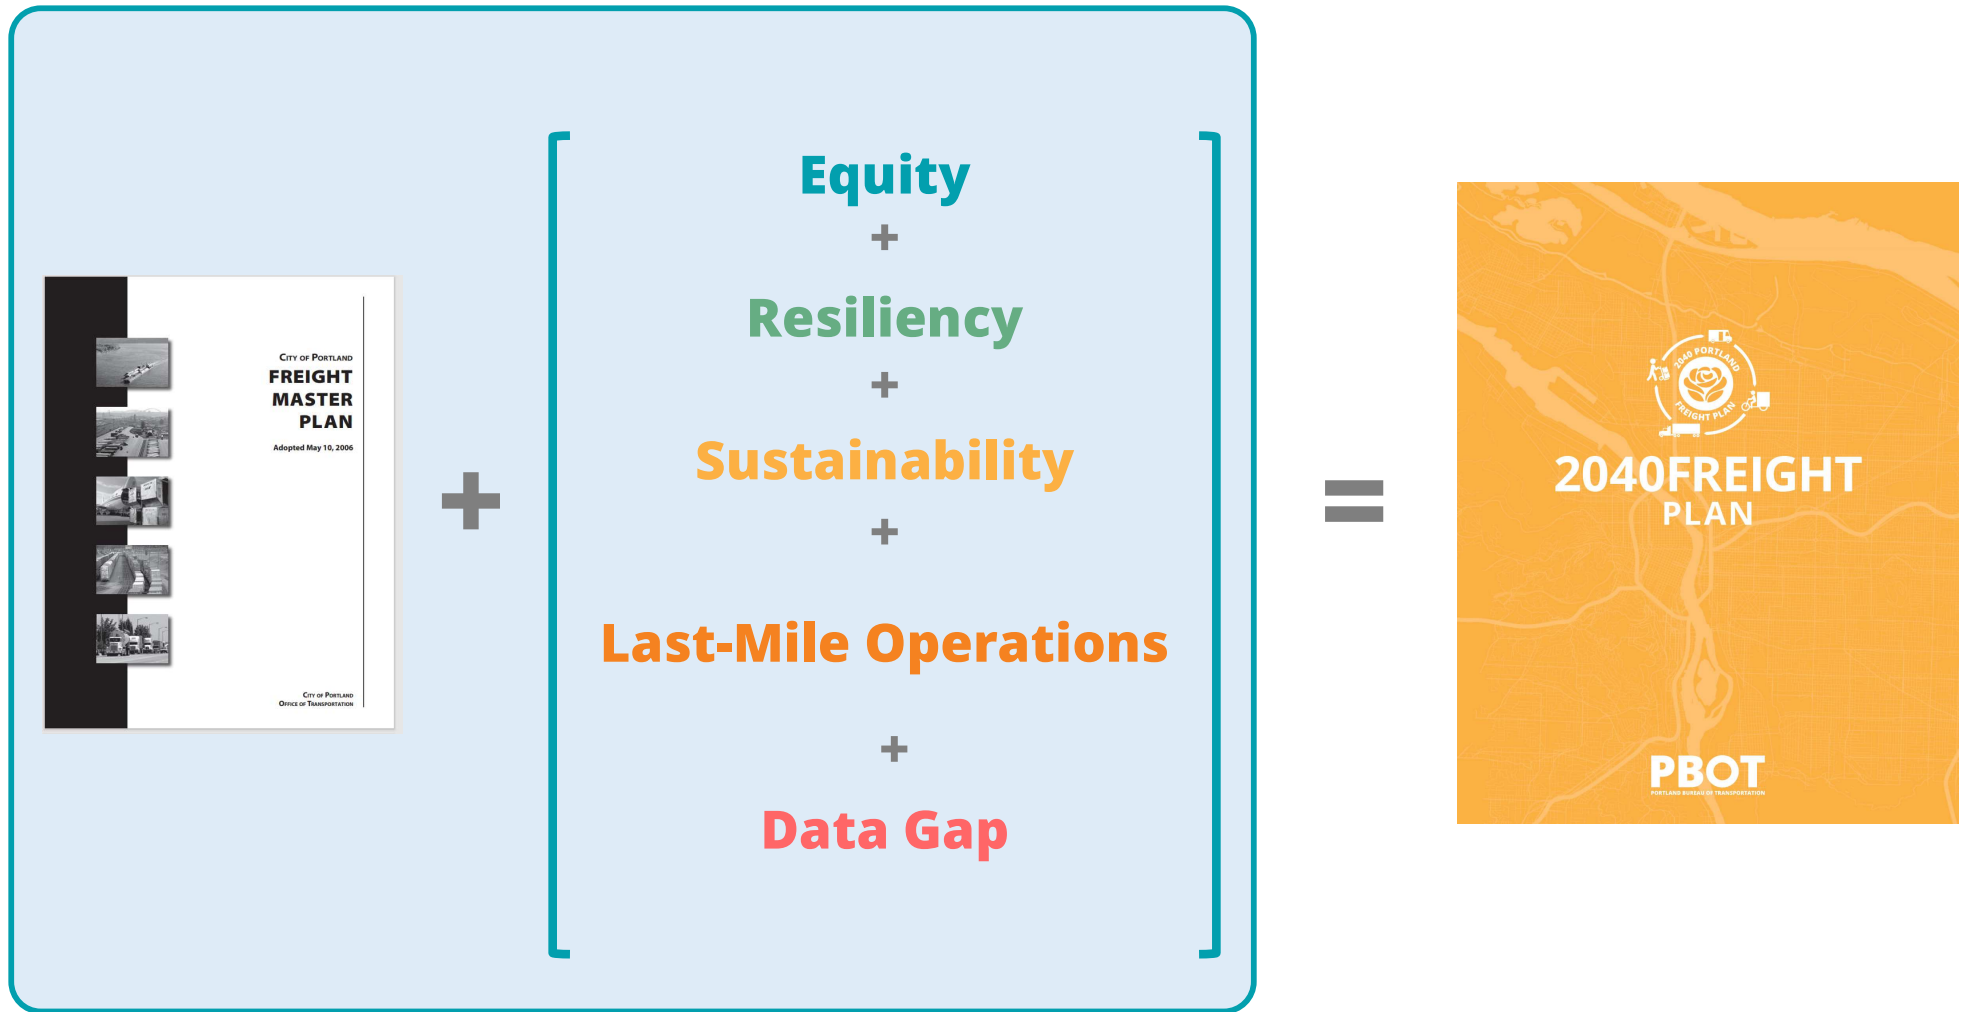 CITY OF PORTLAND
FREIGHT
MASTER
PLAN
Adopted May 10, 2006
CITY OF PORTLAND
OFFICE OF TRANSPORTATION
+
Equity
+
Resiliency
+
Sustainability
+
Last-Mile Operations
+
Data Gap
=
2040 PORTLAND
FREIGHT PLAN
2040FREIGHT
PLAN
PBOT
PORTLAND BUREAU OF TRANSPORTATION